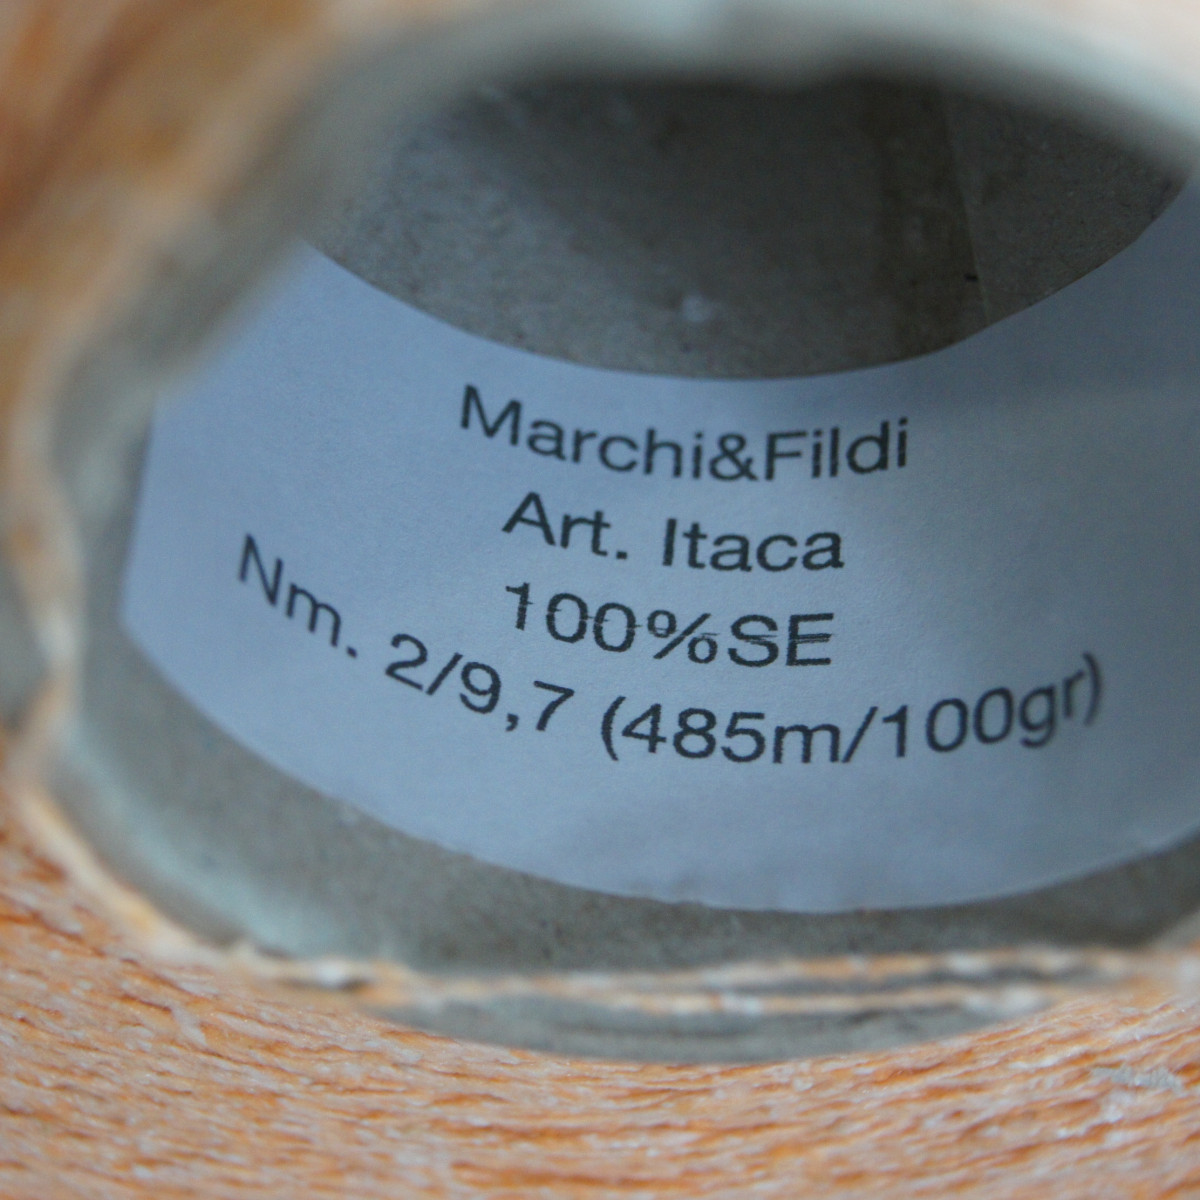 Marchi&Fildi
Art. Itaca
100%SE
Nm. 2/9,7 (485m/100gr)